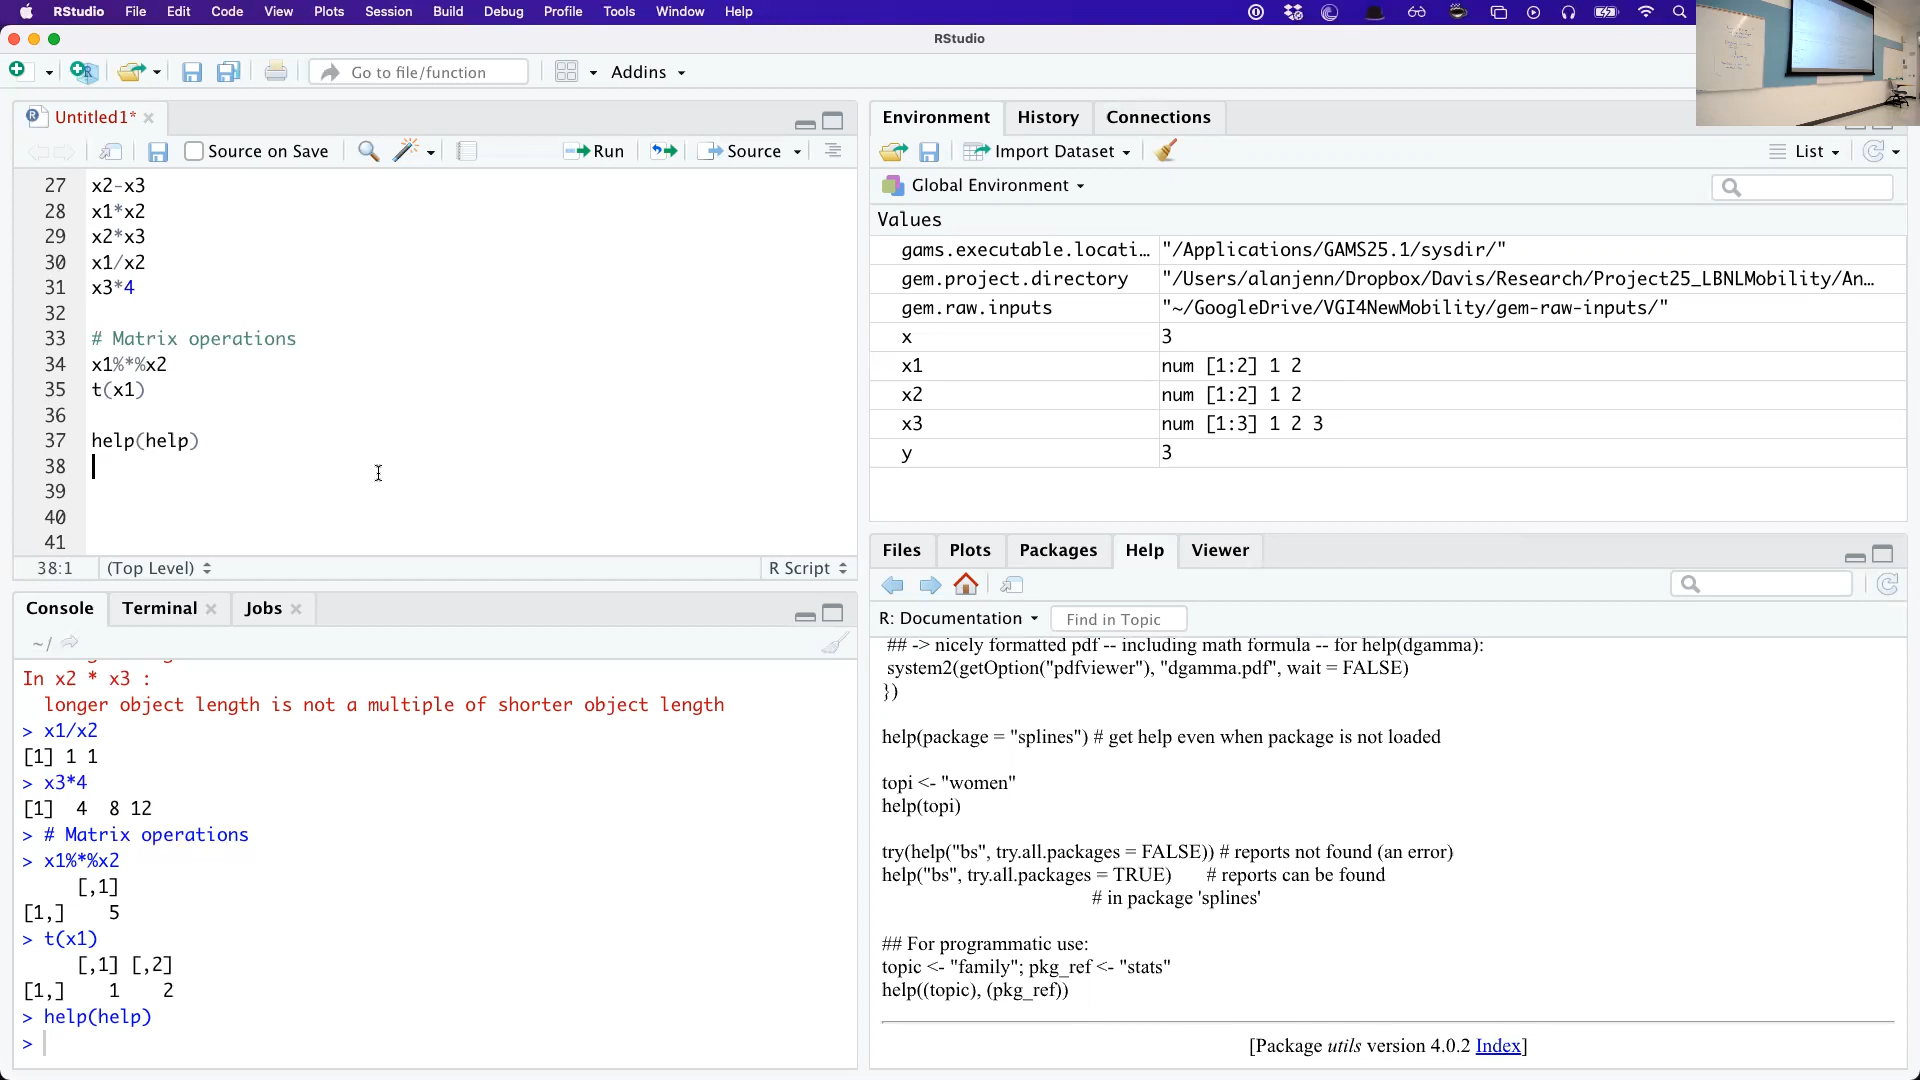 RStudio File Edit Code View Plots Session Build Debug Profile Tools Window Help
RStudio
Go to file/function
Addins
Untitled1*
Source on Save
Run
Source
27 x2-x3
28 x1*x2
29 x2*x3
30 x1/x2
31 x3*4
32
33 # Matrix operations
34 x1%*%x2
35 t(x1)
36
37 help(help)
38
39
40
41
38:1 (Top Level) R Script
Console Terminal Jobs
~/
In x2 * x3 :
longer object length is not a multiple of shorter object length
> x1/x2
[1] 1 1
> x3*4
[1] 4 8 12
> # Matrix operations
> x1%*%x2
[,1]
[1,] 5
> t(x1)
[,1] [,2]
[1,] 1 2
> help(help)
>
Environment History Connections
Import Dataset
List
Global Environment
Values
gams.executable.locati… "/Applications/GAMS25.1/sysdir/"
gem.project.directory "/Users/alanjenn/Dropbox/Davis/Research/Project25_LBNLMobility/An…
gem.raw.inputs "~/GoogleDrive/VGI4NewMobility/gem-raw-inputs/"
x 3
x1 num [1:2] 1 2
x2 num [1:2] 1 2
x3 num [1:3] 1 2 3
y 3
Files Plots Packages Help Viewer
R: Documentation Find in Topic
## -> nicely formatted pdf -- including math formula -- for help(dgamma):
system2(getOption("pdfviewer"), "dgamma.pdf", wait = FALSE)
})
help(package = "splines") # get help even when package is not loaded
topi <- "women"
help(topi)
try(help("bs", try.all.packages = FALSE)) # reports not found (an error)
help("bs", try.all.packages = TRUE) # reports can be found
# in package 'splines'
## For programmatic use:
topic <- "family"; pkg_ref <- "stats"
help((topic), (pkg_ref))
[Package utils version 4.0.2 Index]